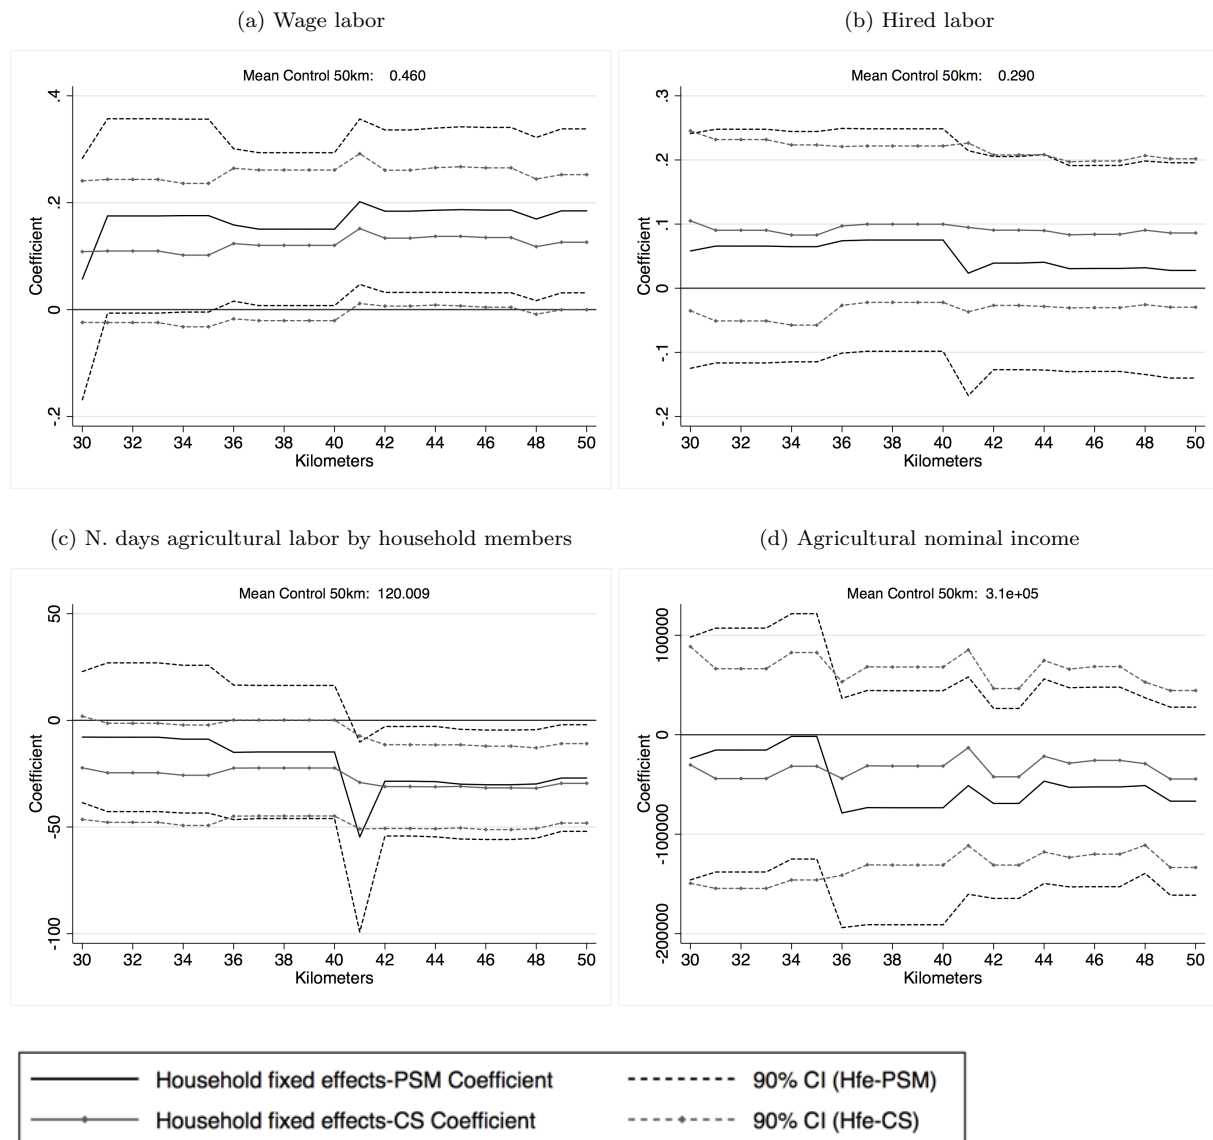 (a) Wage labor
Mean Control 50km: 0.460
Coefficient
.4
.2
0
-.2
30 32 34 36 38 40 42 44 46 48 50
Kilometers
(b) Hired labor
Mean Control 50km: 0.290
Coefficient
.3
.2
.1
0
-.1
-.2
30 32 34 36 38 40 42 44 46 48 50
Kilometers
(c) N. days agricultural labor by household members
Mean Control 50km: 120.009
Coefficient
50
0
-50
-100
30 32 34 36 38 40 42 44 46 48 50
Kilometers
(d) Agricultural nominal income
Mean Control 50km: 3.1e+05
Coefficient
100000
0
-100000
-200000
30 32 34 36 38 40 42 44 46 48 50
Kilometers
Household fixed effects-PSM Coefficient
90% CI (Hfe-PSM)
Household fixed effects-CS Coefficient
90% CI (Hfe-CS)